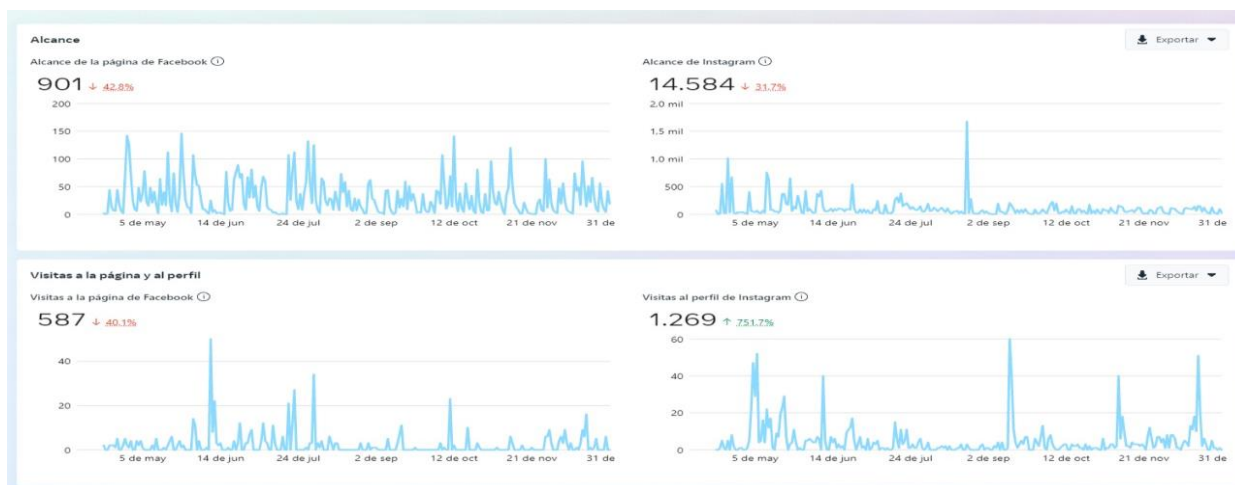 Alcance
Exportar
Alcance de la página de Facebook
901 ↓ 42.8%
200
150
100
50
0
5 de may 14 de jun 24 de jul 2 de sep 12 de oct 21 de nov 31 de
Alcance de Instagram
14.584 ↓ 31.7%
2.0 mil
1.5 mil
1.0 mil
500
0
5 de may 14 de jun 24 de jul 2 de sep 12 de oct 21 de nov 31 de
Visitas a la página y al perfil
Exportar
Visitas a la página de Facebook
587 ↓ 40.1%
40
20
0
5 de may 14 de jun 24 de jul 2 de sep 12 de oct 21 de nov 31 de
Visitas al perfil de Instagram
1.269 ↑ 751.7%
60
40
20
0
5 de may 14 de jun 24 de jul 2 de sep 12 de oct 21 de nov 31 de